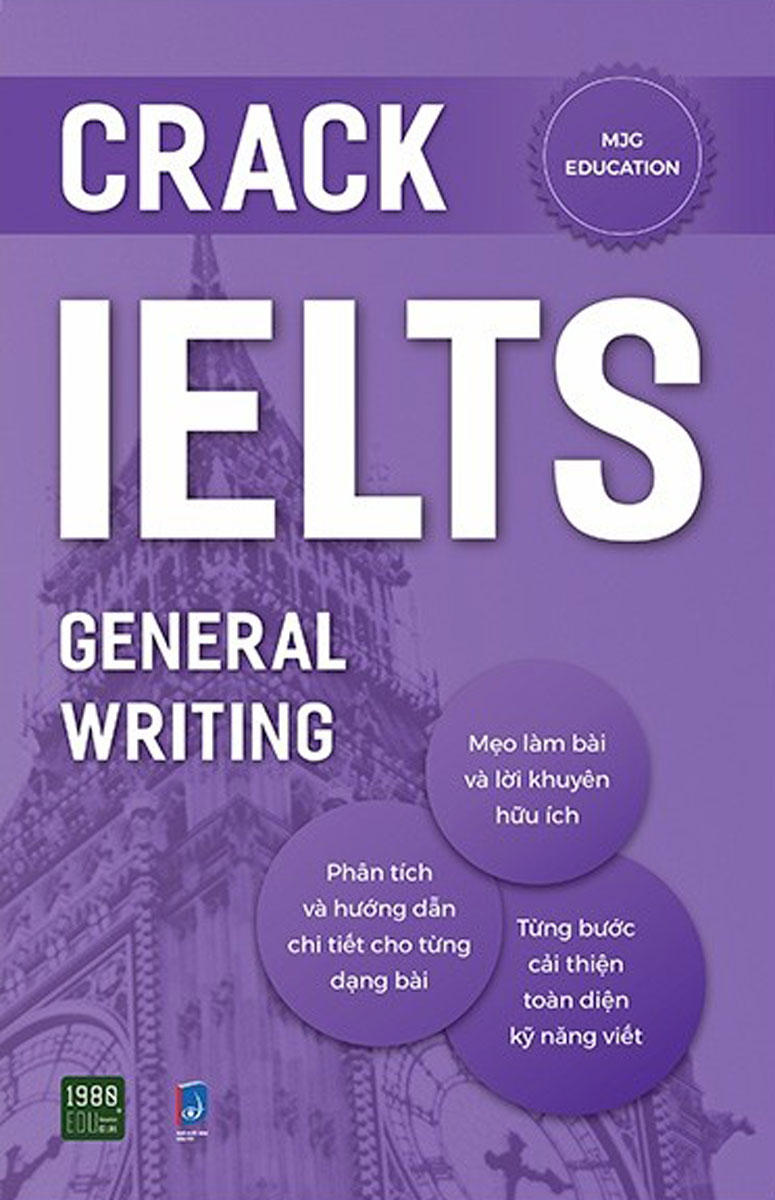 CRACK
MJG
EDUCATION
IELTS
GENERAL
WRITING
Mẹo làm bài
và lời khuyên
hữu ích
Phân tích
và hướng dẫn
chi tiết cho từng
dạng bài
Từng bước
cải thiện
toàn diện
kỹ năng viết
1980
EDU